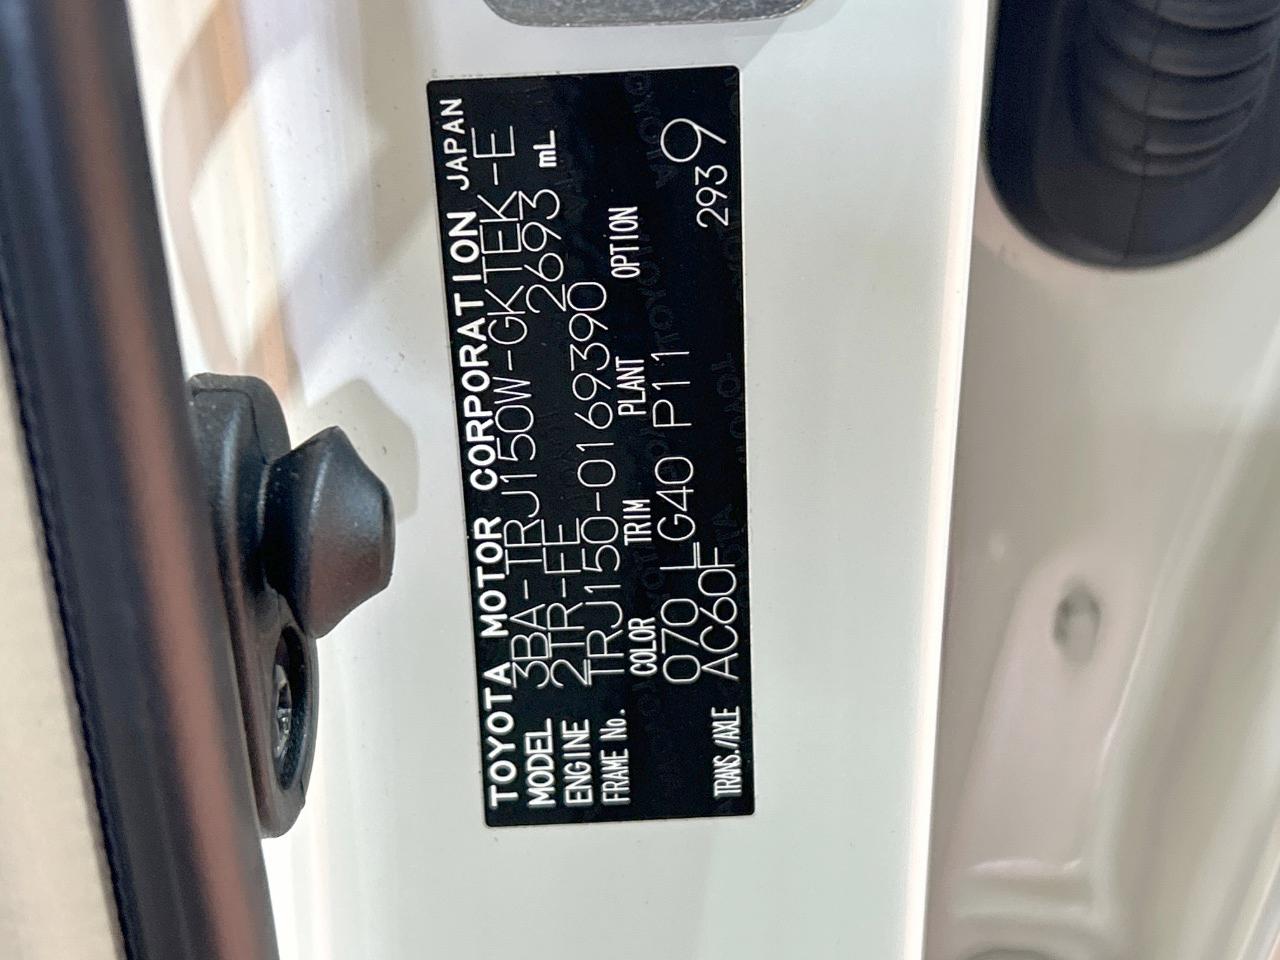 TOYOTA MOTOR CORPORATION JAPAN
MODEL 3BA-TRJ150W-GKTEK-E
ENGINE 2TR-FE 2693 mL
FRAME No. TRJ150-0169390
COLOR TRIM PLANT OPTION
070 LG40 P11
TRANS./AXLE AC60F 2939